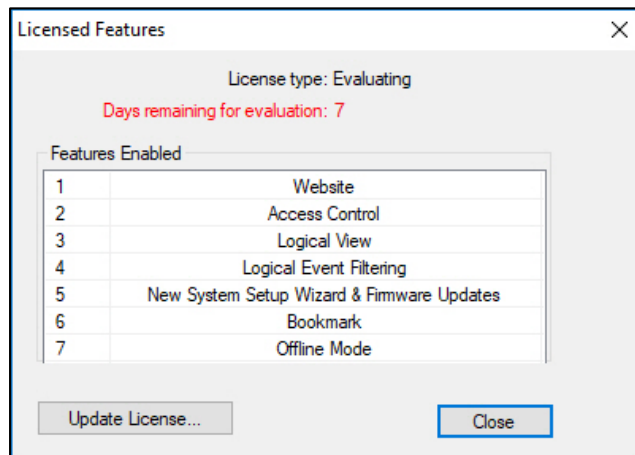 Licensed Features
License type: Evaluating
Days remaining for evaluation: 7
Features Enabled
1 Website
2 Access Control
3 Logical View
4 Logical Event Filtering
5 New System Setup Wizard & Firmware Updates
6 Bookmark
7 Offline Mode
Update License... Close